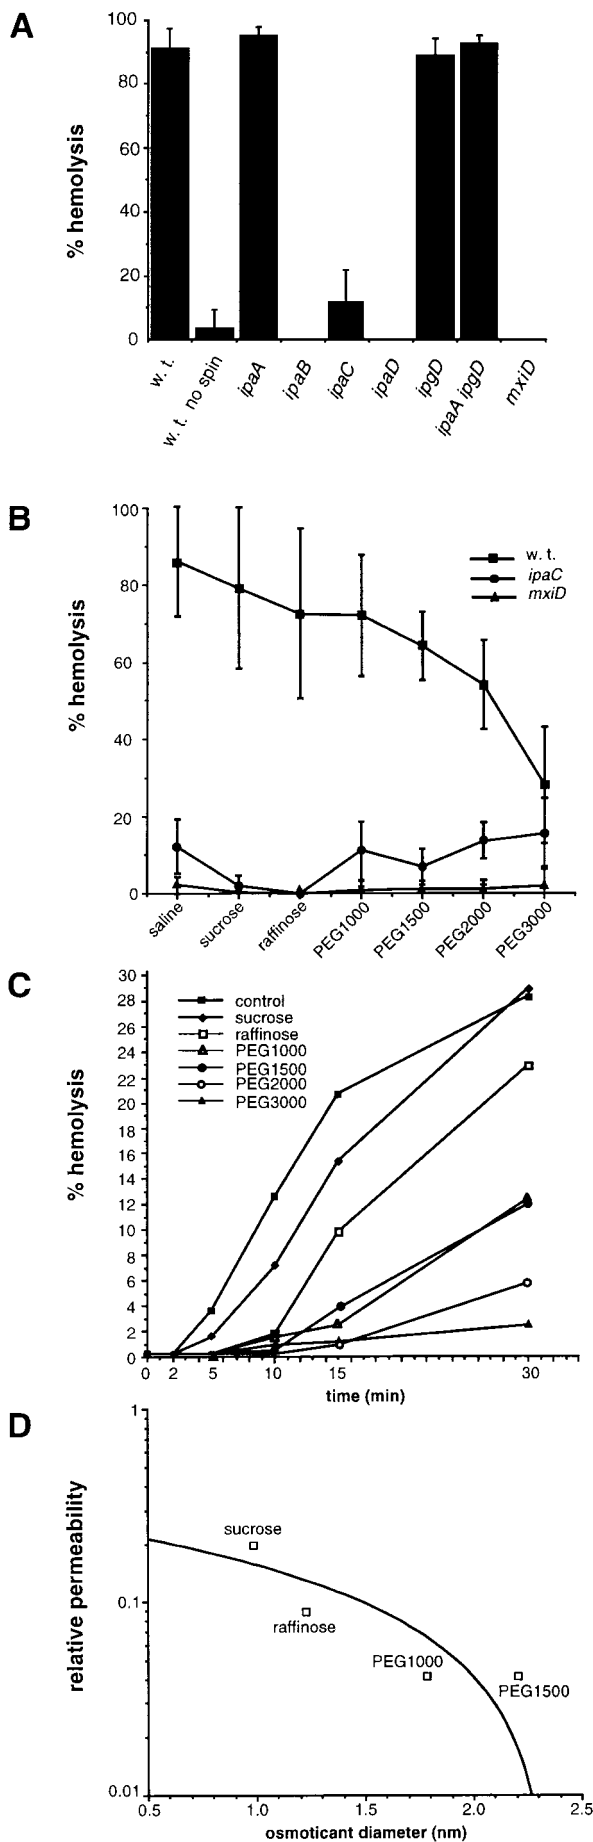 A
100
80
60
40
20
0
% hemolysis
w. t.
w. t. no spin
ipaA
ipaB
ipaC
ipaD
ipgD
ipaA ipgD
mxiD
B
100
80
60
40
20
0
% hemolysis
w. t.
ipaC
mxiD
saline
sucrose
raffinose
PEG1000
PEG1500
PEG2000
PEG3000
C
30
28
26
24
22
20
18
16
14
12
10
8
6
4
2
0
% hemolysis
control
sucrose
raffinose
PEG1000
PEG1500
PEG2000
PEG3000
0 2 5 10 15 30
time (min)
D
1
0.1
0.01
relative permeability
sucrose
raffinose
PEG1000
PEG1500
0.5 1.0 1.5 2.0 2.5
osmoticant diameter (nm)